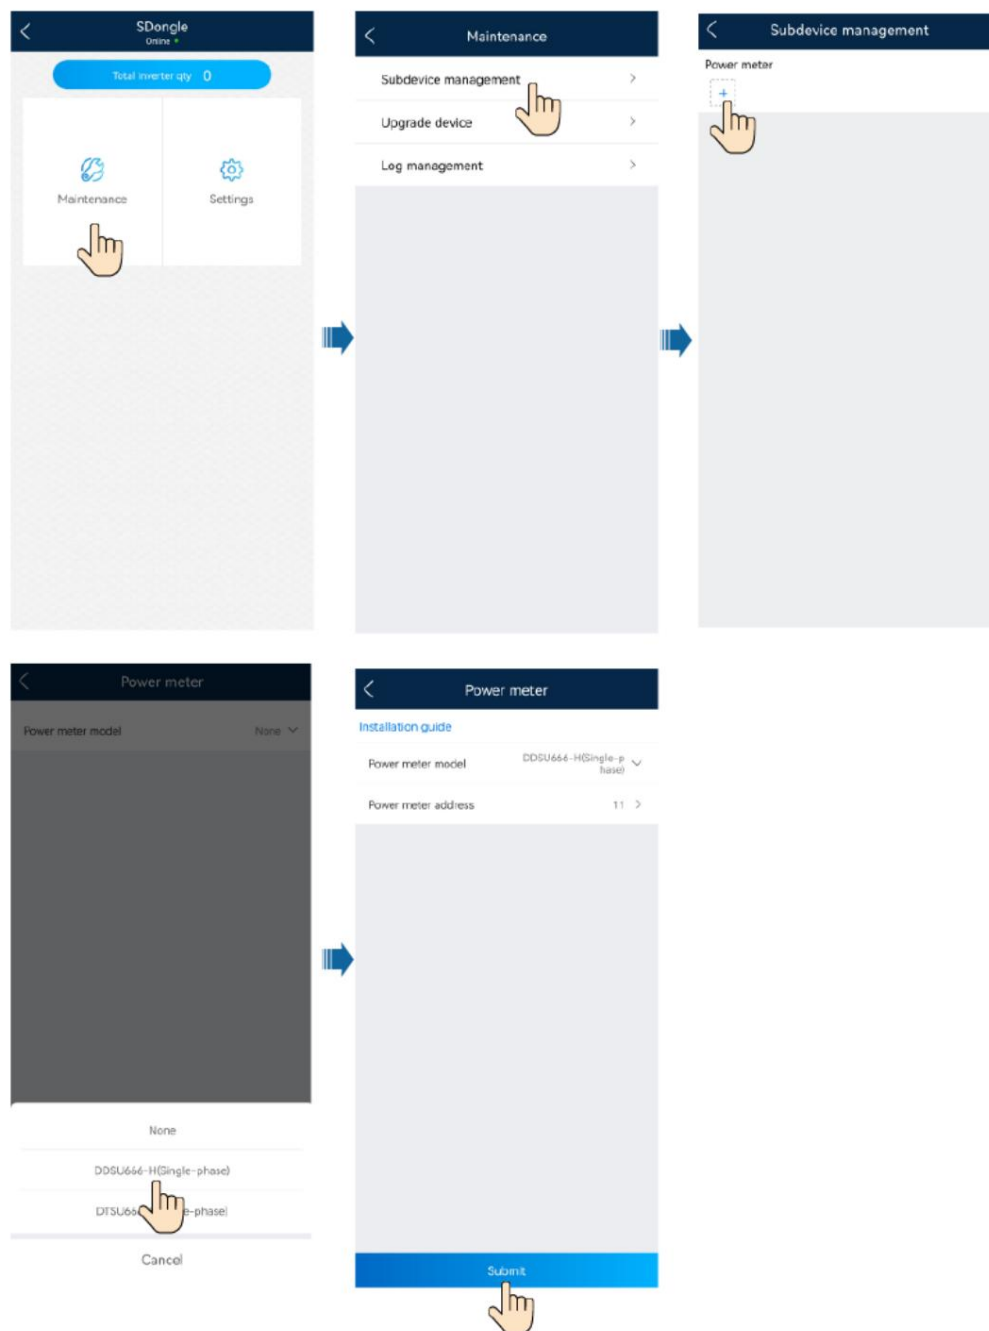 SDongle
Online
Total inverter qty 0
Maintenance
Settings
Maintenance
Subdevice management
Upgrade device
Log management
Subdevice management
Power meter
+
Power meter
Power meter model None
None
DDSU666-H(Single-phase)
DTSU66 e-phase)
Cancel
Power meter
Installation guide
Power meter model DDSU666-H(Single-p
hase)
Power meter address 11
Submit